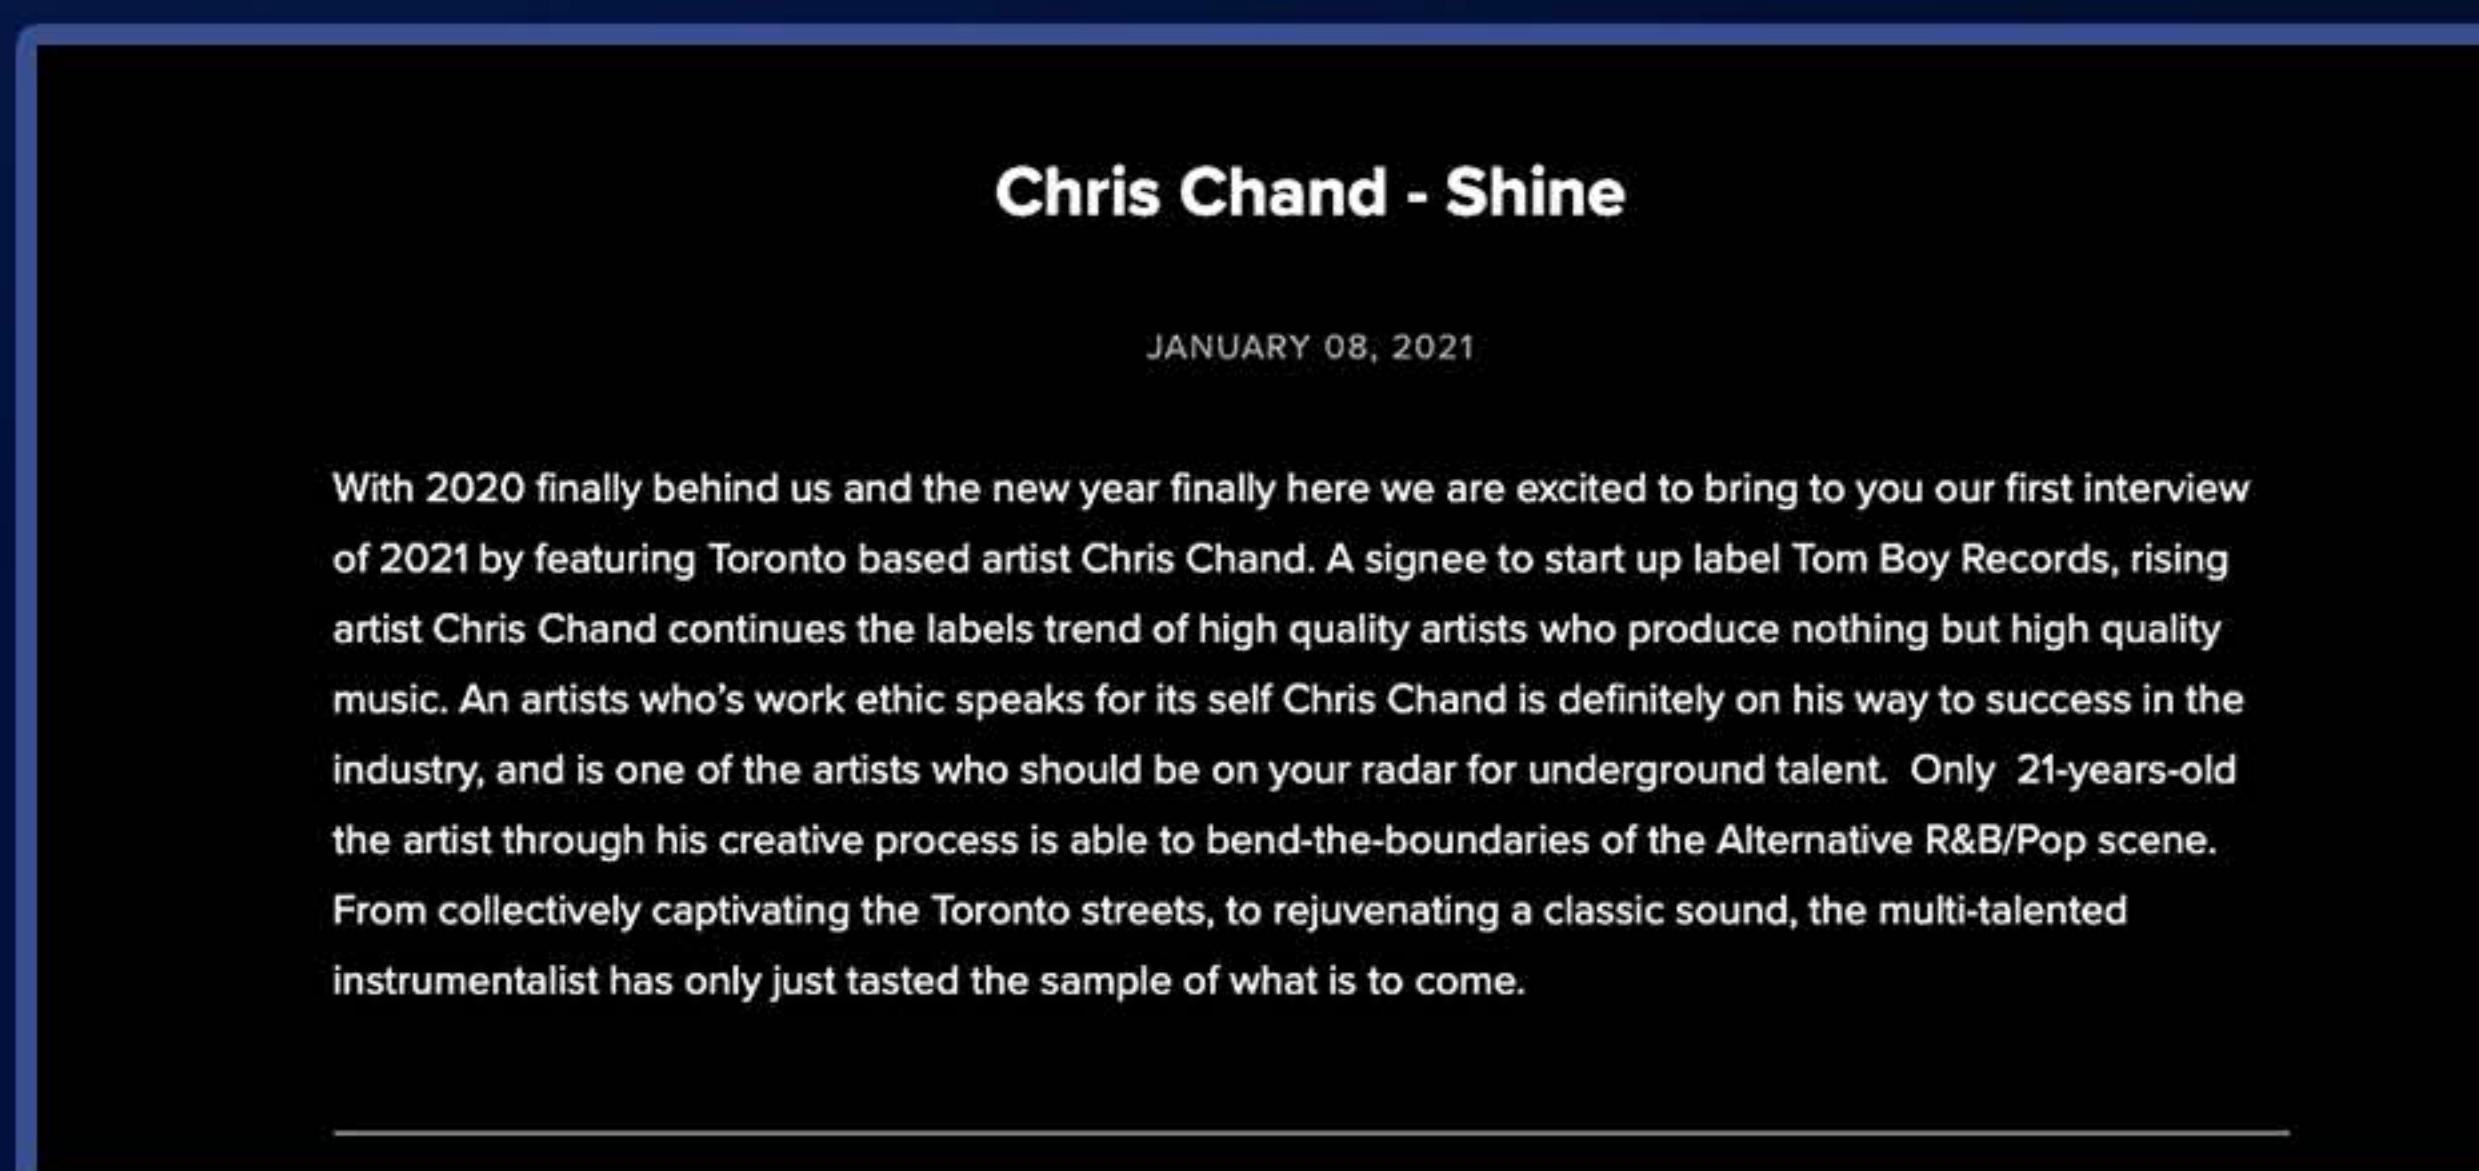 Chris Chand - Shine
JANUARY 08, 2021
With 2020 finally behind us and the new year finally here we are excited to bring to you our first interview
of 2021 by featuring Toronto based artist Chris Chand. A signee to start up label Tom Boy Records, rising
artist Chris Chand continues the labels trend of high quality artists who produce nothing but high quality
music. An artists who’s work ethic speaks for its self Chris Chand is definitely on his way to success in the
industry, and is one of the artists who should be on your radar for underground talent.  Only  21-years-old
the artist through his creative process is able to bend-the-boundaries of the Alternative R&B/Pop scene.
From collectively captivating the Toronto streets, to rejuvenating a classic sound, the multi-talented
instrumentalist has only just tasted the sample of what is to come.